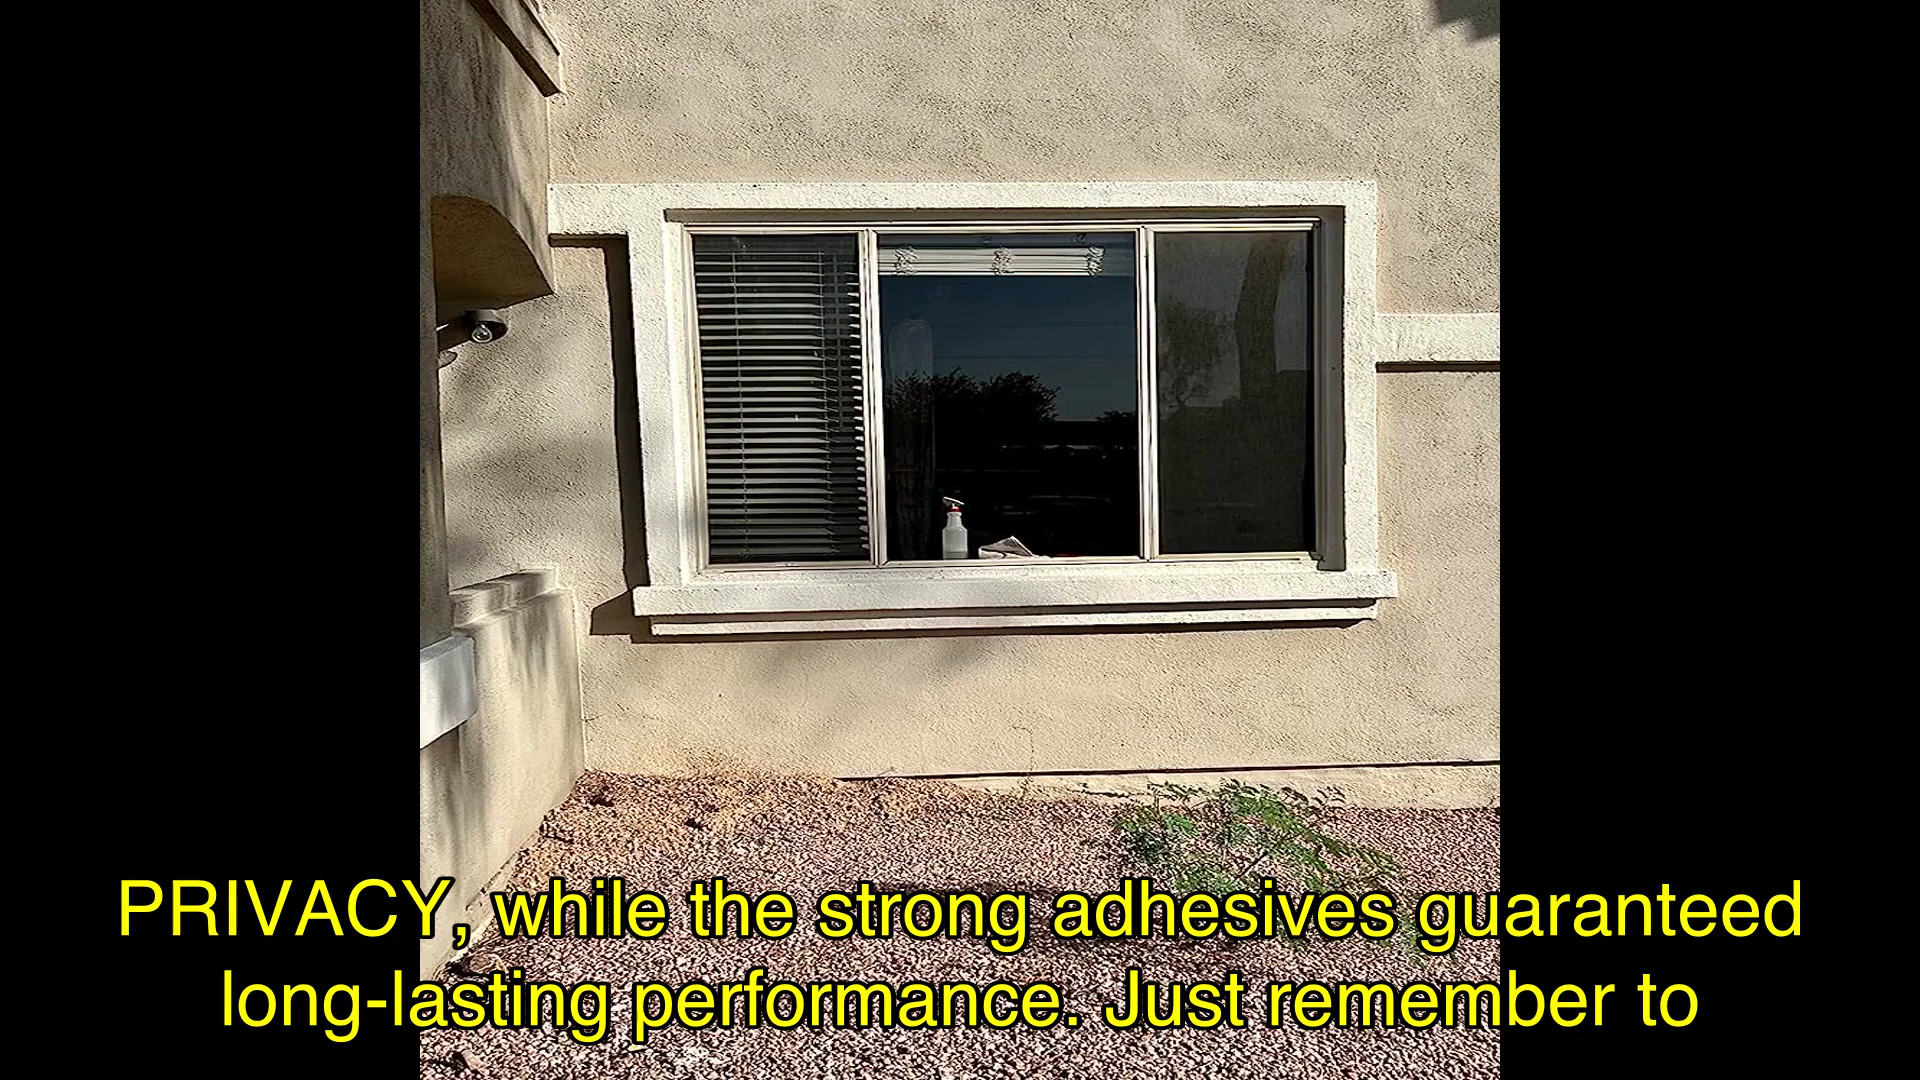 PRIVACY, while the strong adhesives guaranteed
long-lasting performance. Just remember to